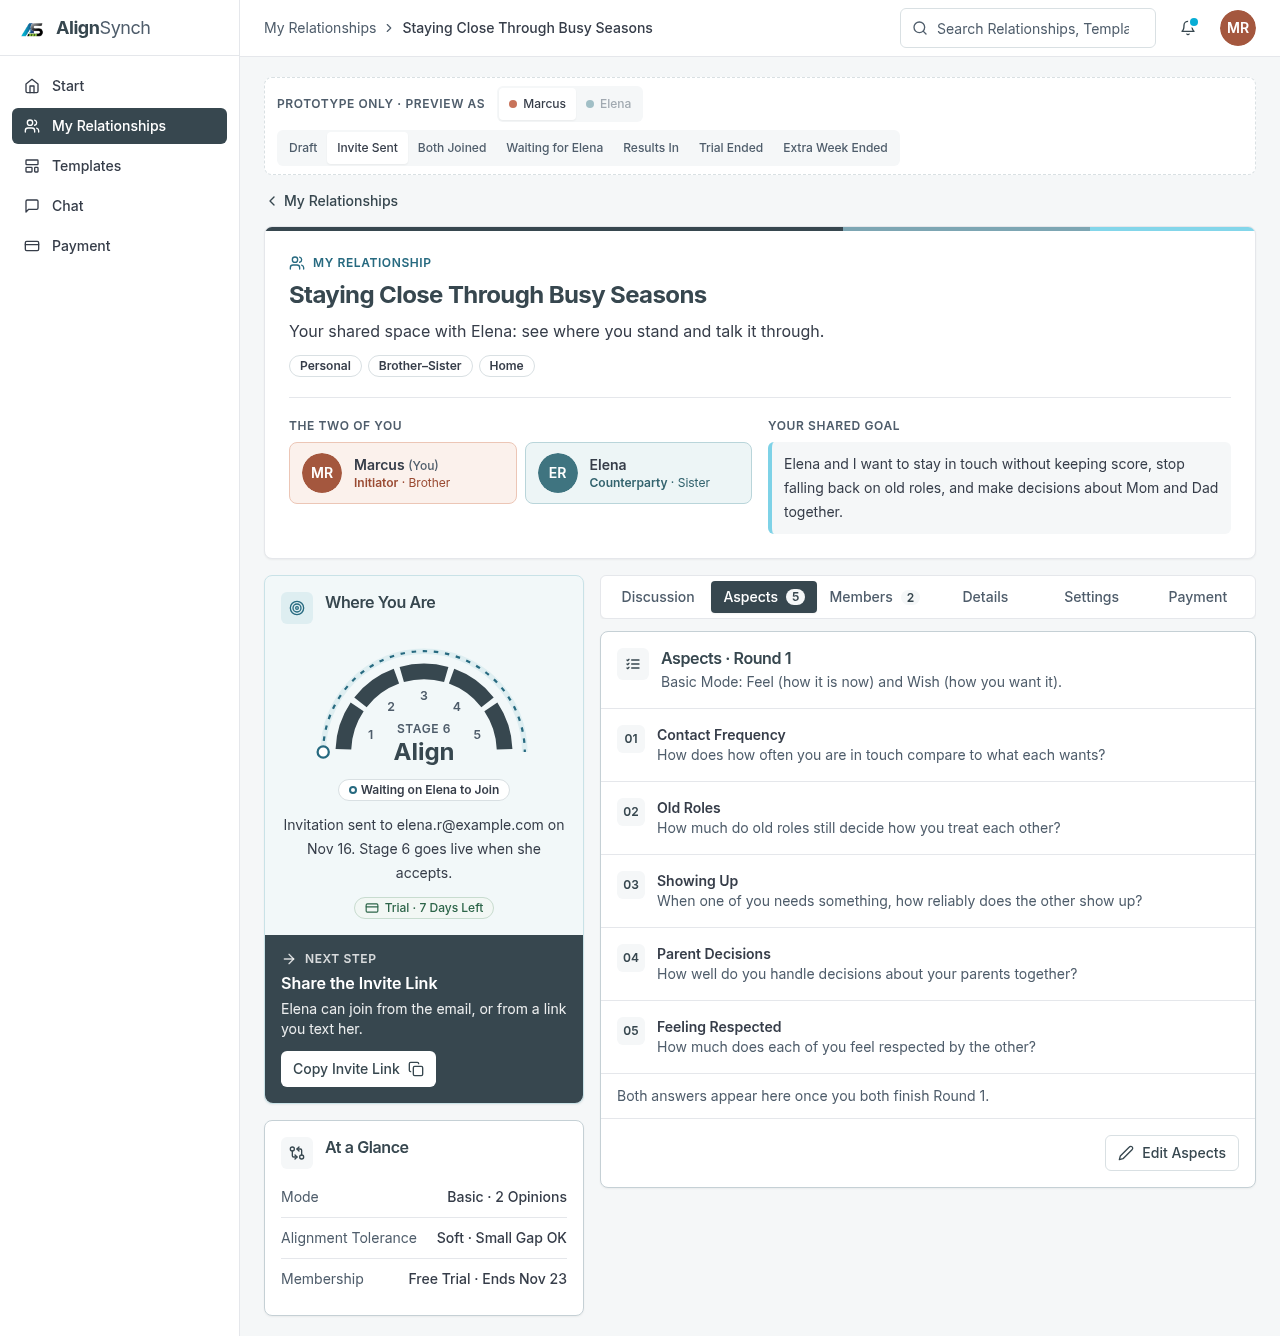 AlignSynch
My Relationships > Staying Close Through Busy Seasons
Search Relationships, Templa
MR
Start
My Relationships
Templates
Chat
Payment
PROTOTYPE ONLY · PREVIEW AS
Marcus
Elena
Draft
Invite Sent
Both Joined
Waiting for Elena
Results In
Trial Ended
Extra Week Ended
My Relationships
MY RELATIONSHIP
Staying Close Through Busy Seasons
Your shared space with Elena: see where you stand and talk it through.
Personal
Brother–Sister
Home
THE TWO OF YOU
MR
Marcus (You)
Initiator · Brother
ER
Elena
Counterparty · Sister
YOUR SHARED GOAL
Elena and I want to stay in touch without keeping score, stop
falling back on old roles, and make decisions about Mom and Dad
together.
Where You Are
1
2
3
4
5
STAGE 6
Align
Waiting on Elena to Join
Invitation sent to elena.r@example.com on
Nov 16. Stage 6 goes live when she
accepts.
Trial · 7 Days Left
NEXT STEP
Share the Invite Link
Elena can join from the email, or from a link
you text her.
Copy Invite Link
At a Glance
Mode
Basic · 2 Opinions
Alignment Tolerance
Soft · Small Gap OK
Membership
Free Trial · Ends Nov 23
Discussion
Aspects 5
Members 2
Details
Settings
Payment
Aspects · Round 1
Basic Mode: Feel (how it is now) and Wish (how you want it).
01
Contact Frequency
How does how often you are in touch compare to what each wants?
02
Old Roles
How much do old roles still decide how you treat each other?
03
Showing Up
When one of you needs something, how reliably does the other show up?
04
Parent Decisions
How well do you handle decisions about your parents together?
05
Feeling Respected
How much does each of you feel respected by the other?
Both answers appear here once you both finish Round 1.
Edit Aspects